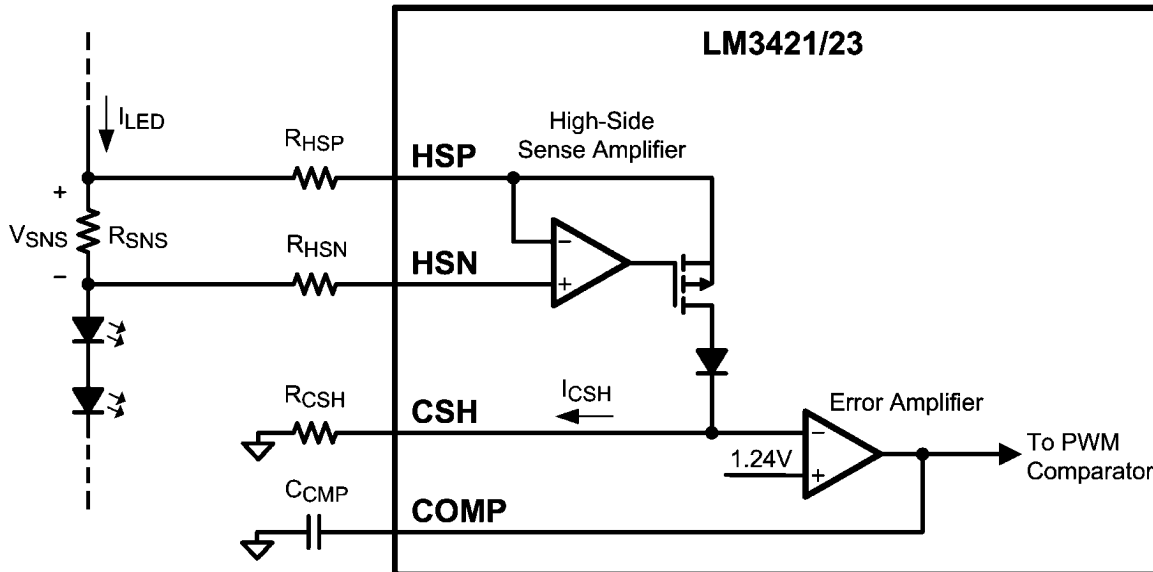 LM3421/23
ILED
RHSP
HSP
High-Side
Sense Amplifier
+
VSNS
RSNS
−
RHSN
HSN
−
+
RCSH
CSH
ICSH
Error Amplifier
−
1.24V
+
To PWM
Comparator
CCMP
COMP